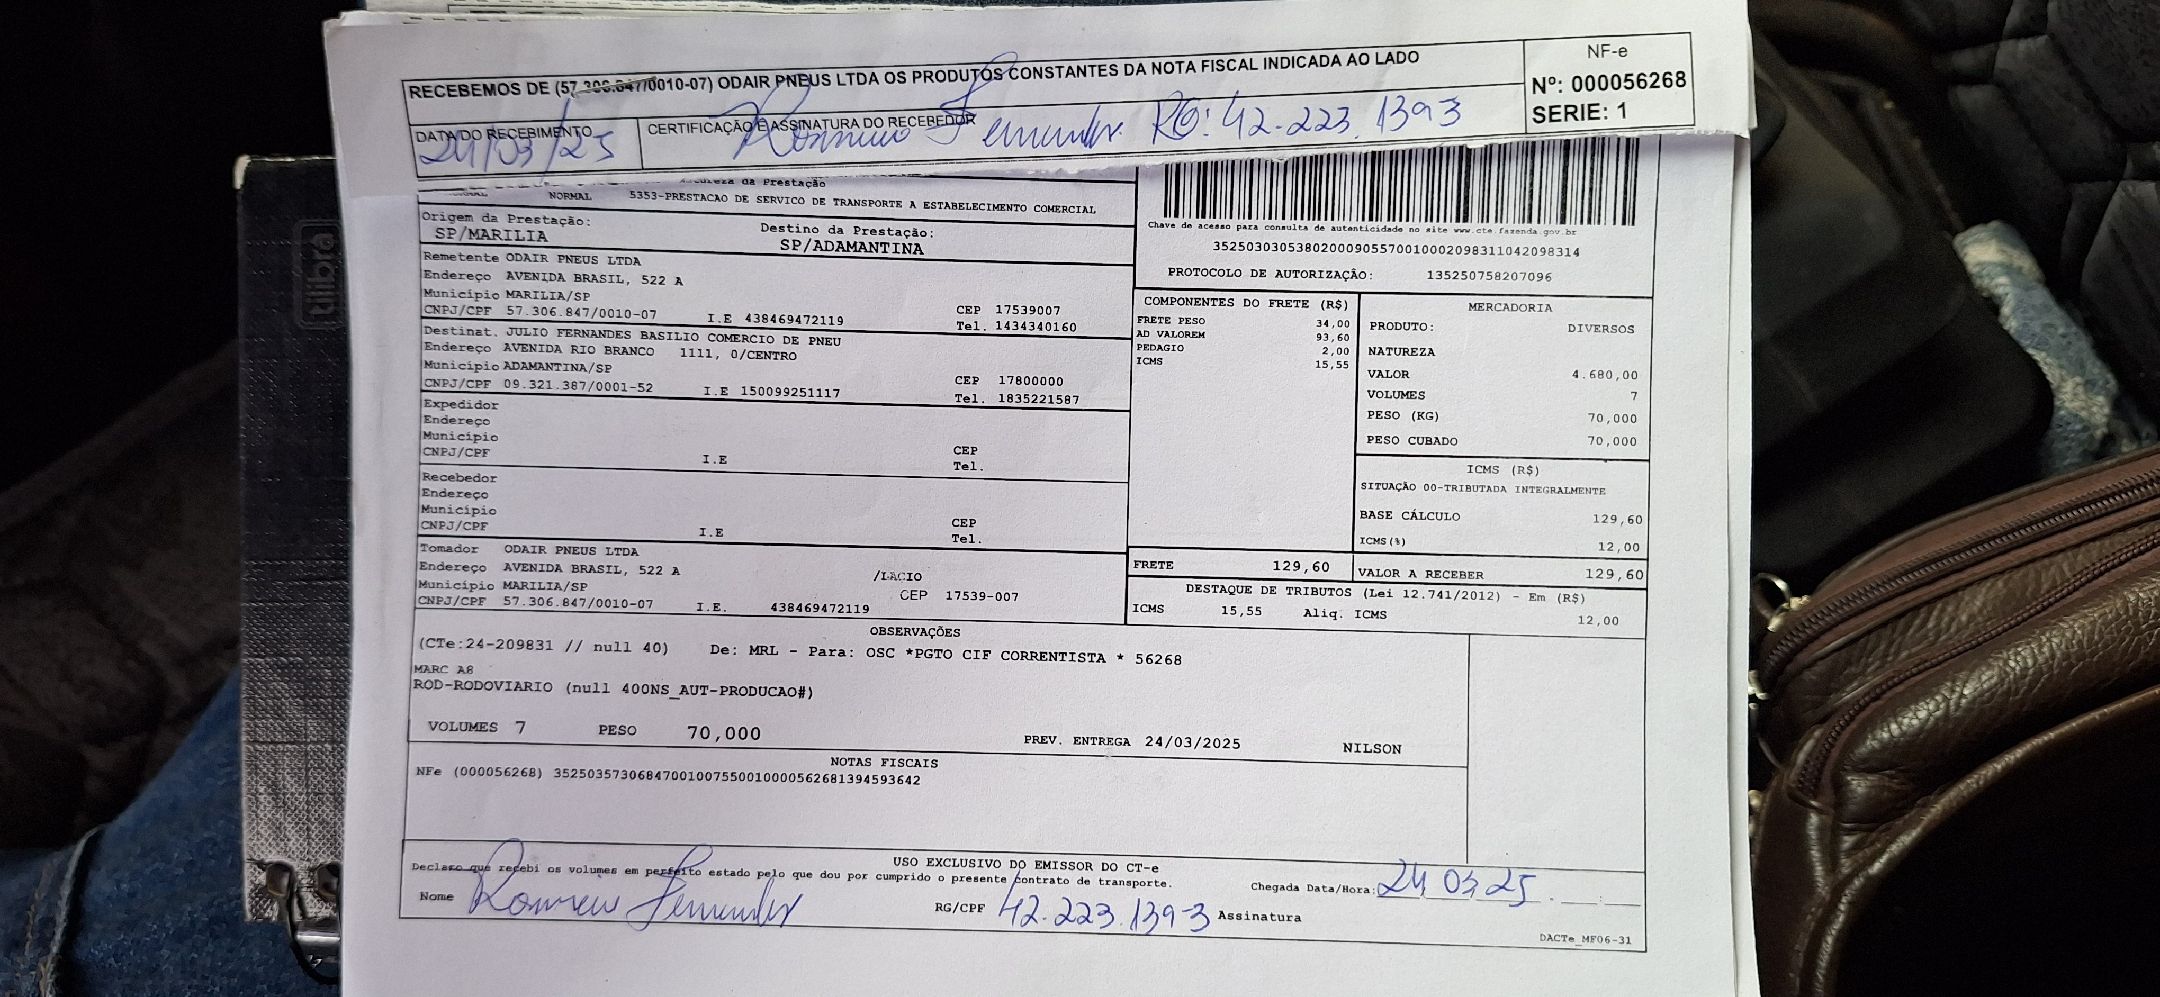 RECEBEMOS DE (57.306.847/0010-07) ODAIR PNEUS LTDA OS PRODUTOS CONSTANTES DA NOTA FISCAL INDICADA AO LADO
NF-e
Nº: 000056268
SERIE: 1
DATA DO RECEBIMENTO
24/03/25
CERTIFICAÇÃO E ASSINATURA DO RECEBEDOR
RG: 42.223.1393
tilibra
da Prestação
NORMAL
5353-PRESTACAO DE SERVICO DE TRANSPORTE A ESTABELECIMENTO COMERCIAL
Origem da Prestação:
SP/MARILIA
Destino da Prestação:
SP/ADAMANTINA
Chave de acesso para consulta de autenticidade no site www.cte.fazenda.gov.br
35250303053802000905570010002098311042098314
PROTOCOLO DE AUTORIZAÇÃO: 135250758207096
Remetente ODAIR PNEUS LTDA
Endereço AVENIDA BRASIL, 522 A
Município MARILIA/SP
CEP 17539007
CNPJ/CPF 57.306.847/0010-07 I.E 438469472119 Tel. 1434340160
Destinat. JULIO FERNANDES BASILIO COMERCIO DE PNEU
Endereço AVENIDA RIO BRANCO 1111, 0/CENTRO
Município ADAMANTINA/SP
CEP 17800000
CNPJ/CPF 09.321.387/0001-52 I.E 150099251117 Tel. 1835221587
Expedidor
Endereço
Município
CEP
CNPJ/CPF I.E Tel.
Recebedor
Endereço
Município
CEP
CNPJ/CPF I.E Tel.
Tomador ODAIR PNEUS LTDA
Endereço AVENIDA BRASIL, 522 A /LACIO
Município MARILIA/SP CEP 17539-007
CNPJ/CPF 57.306.847/0010-07 I.E. 438469472119
COMPONENTES DO FRETE (R$)
FRETE PESO 34,00
AD VALOREM 93,60
PEDAGIO 2,00
ICMS 15,55
FRETE 129,60
MERCADORIA
PRODUTO: DIVERSOS
NATUREZA
VALOR 4.680,00
VOLUMES 7
PESO (KG) 70,000
PESO CUBADO 70,000
ICMS (R$)
SITUAÇÃO 00-TRIBUTADA INTEGRALMENTE
BASE CÁLCULO 129,60
ICMS(%) 12,00
VALOR A RECEBER 129,60
DESTAQUE DE TRIBUTOS (Lei 12.741/2012) - Em (R$)
ICMS 15,55 Aliq. ICMS 12,00
OBSERVAÇÕES
(CTe:24-209831 // null 40) De: MRL - Para: OSC *PGTO CIF CORRENTISTA * 56268
MARC A8
ROD-RODOVIARIO (null 400NS_AUT-PRODUCAO#)
VOLUMES 7 PESO 70,000 PREV. ENTREGA 24/03/2025 NILSON
NOTAS FISCAIS
NFe (000056268) 35250357306847001007550010000562681394593642
USO EXCLUSIVO DO EMISSOR DO CT-e
Declaro que recebi os volumes em perfeito estado pelo que dou por cumprido o presente contrato de transporte.
Chegada Data/Hora: 24 03 25
Nome
RG/CPF 42.223.1393 Assinatura
DACTe_MF06-31